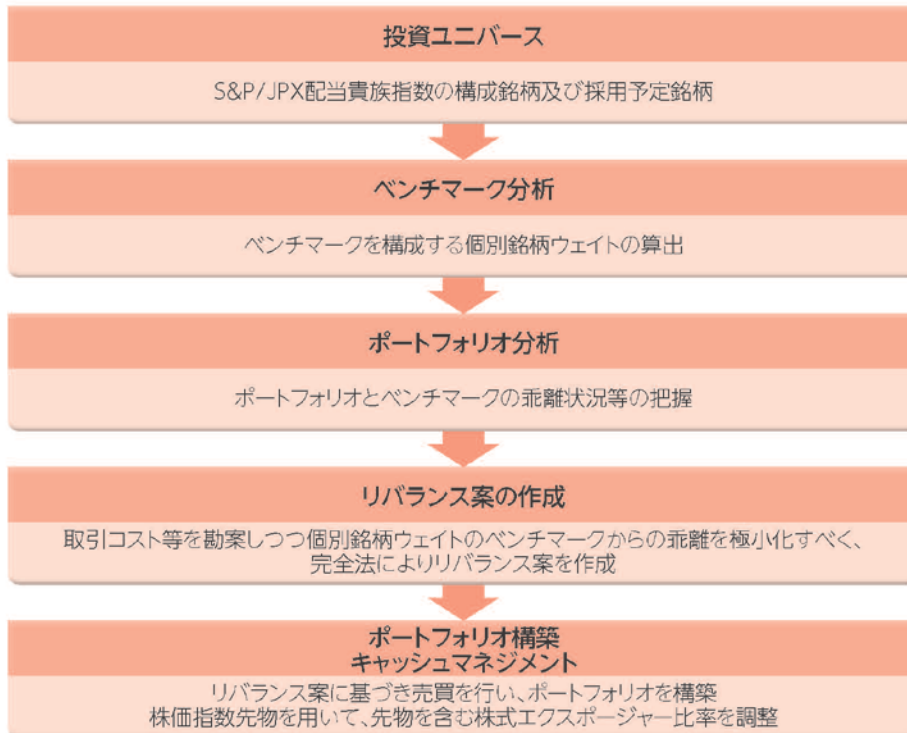 投資ユニバース
S&P/JPX配当貴族指数の構成銘柄及び採用予定銘柄
ベンチマーク分析
ベンチマークを構成する個別銘柄ウェイトの算出
ポートフォリオ分析
ポートフォリオとベンチマークの乖離状況等の把握
リバランス案の作成
取引コスト等を勘案しつつ個別銘柄ウェイトのベンチマークからの乖離を極小化すべく、
完全法によりリバランス案を作成
ポートフォリオ構築
キャッシュマネジメント
リバランス案に基づき売買を行い、ポートフォリオを構築
株価指数先物を用いて、先物を含む株式エクスポージャー比率を調整